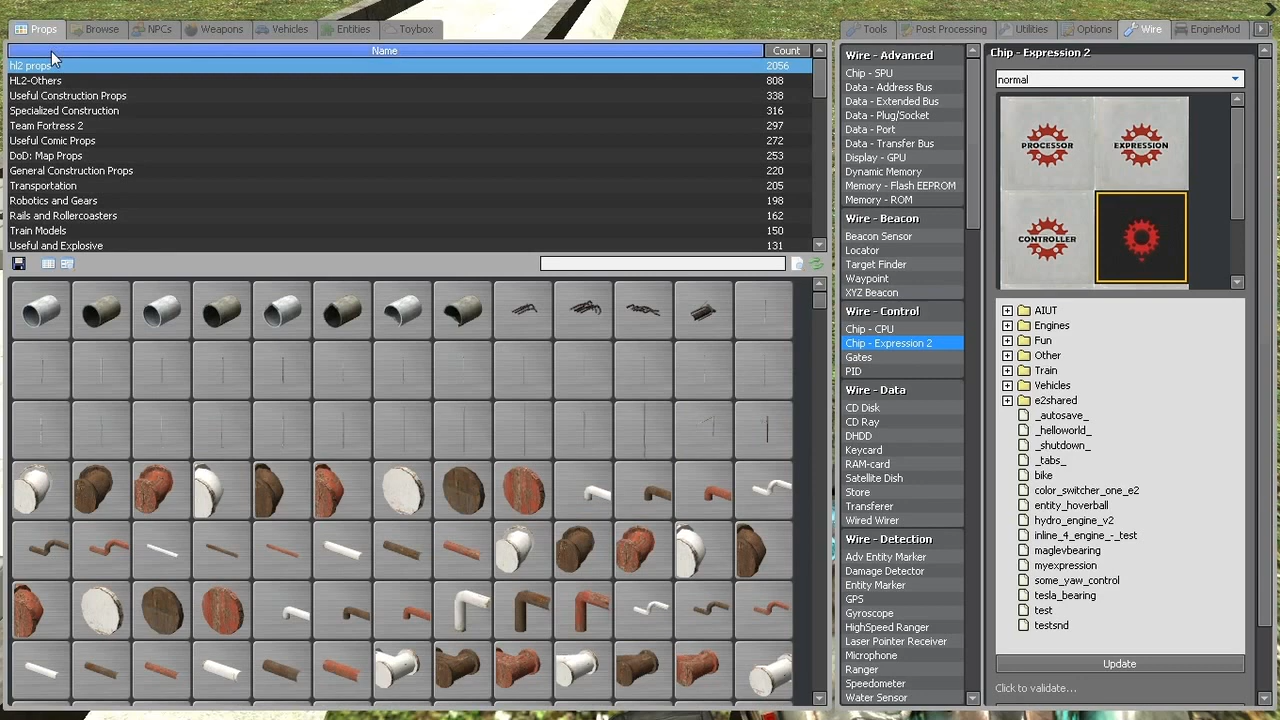 Props
Browse
NPCs
Weapons
Vehicles
Entities
Toybox
Tools
Post Processing
Utilities
Options
Wire
EngineMod
Name
Count
hl2 props
2056
HL2-Others
808
Useful Construction Props
338
Specialized Construction
316
Team Fortress 2
297
Useful Comic Props
272
DoD: Map Props
253
General Construction Props
220
Transportation
205
Robotics and Gears
198
Rails and Rollercoasters
162
Train Models
150
Useful and Explosive
131
Wire - Advanced
Chip - SPU
Data - Address Bus
Data - Extended Bus
Data - Plug/Socket
Data - Port
Data - Transfer Bus
Display - GPU
Dynamic Memory
Memory - Flash EEPROM
Memory - ROM
Wire - Beacon
Beacon Sensor
Locator
Target Finder
Waypoint
XYZ Beacon
Wire - Control
Chip - CPU
Chip - Expression 2
Gates
PID
Wire - Data
CD Disk
CD Ray
DHDD
Keycard
RAM-card
Satellite Dish
Store
Transferer
Wired Wirer
Wire - Detection
Adv Entity Marker
Damage Detector
Entity Marker
GPS
Gyroscope
HighSpeed Ranger
Laser Pointer Receiver
Microphone
Ranger
Speedometer
Water Sensor
Chip - Expression 2
normal
PROCESSOR
EXPRESSION
CONTROLLER
AIUT
Engines
Fun
Other
Train
Vehicles
e2shared
_autosave_
_helloworld_
_shutdown_
_tabs_
bike
color_switcher_one_e2
entity_hoverball
hydro_engine_v2
inline_4_engine_-_test
maglevbearing
myexpression
some_yaw_control
tesla_bearing
test
testsnd
Update
Click to validate...